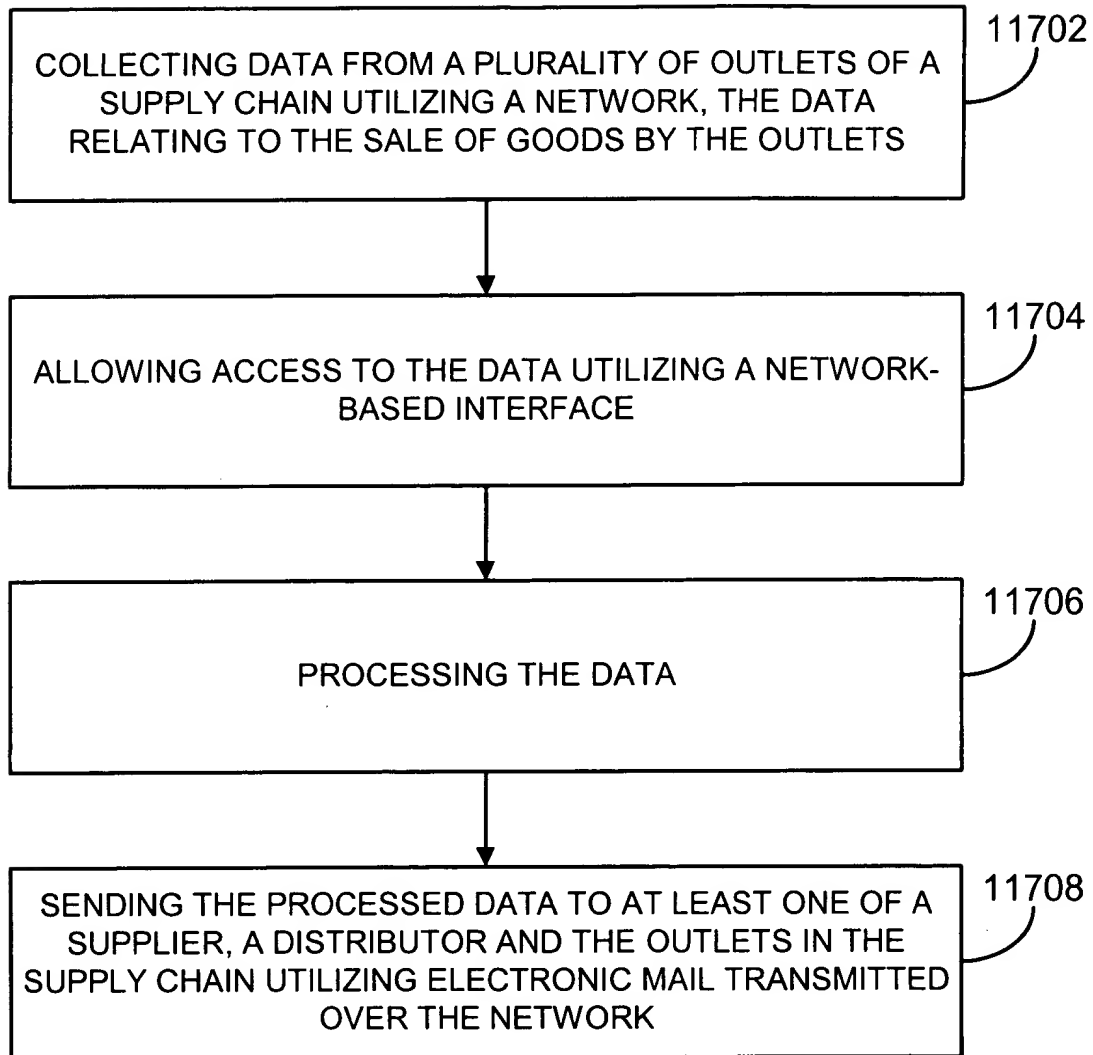 11702
COLLECTING DATA FROM A PLURALITY OF OUTLETS OF A
SUPPLY CHAIN UTILIZING A NETWORK, THE DATA
RELATING TO THE SALE OF GOODS BY THE OUTLETS
11704
ALLOWING ACCESS TO THE DATA UTILIZING A NETWORK-
BASED INTERFACE
11706
PROCESSING THE DATA
11708
SENDING THE PROCESSED DATA TO AT LEAST ONE OF A
SUPPLIER, A DISTRIBUTOR AND THE OUTLETS IN THE
SUPPLY CHAIN UTILIZING ELECTRONIC MAIL TRANSMITTED
OVER THE NETWORK